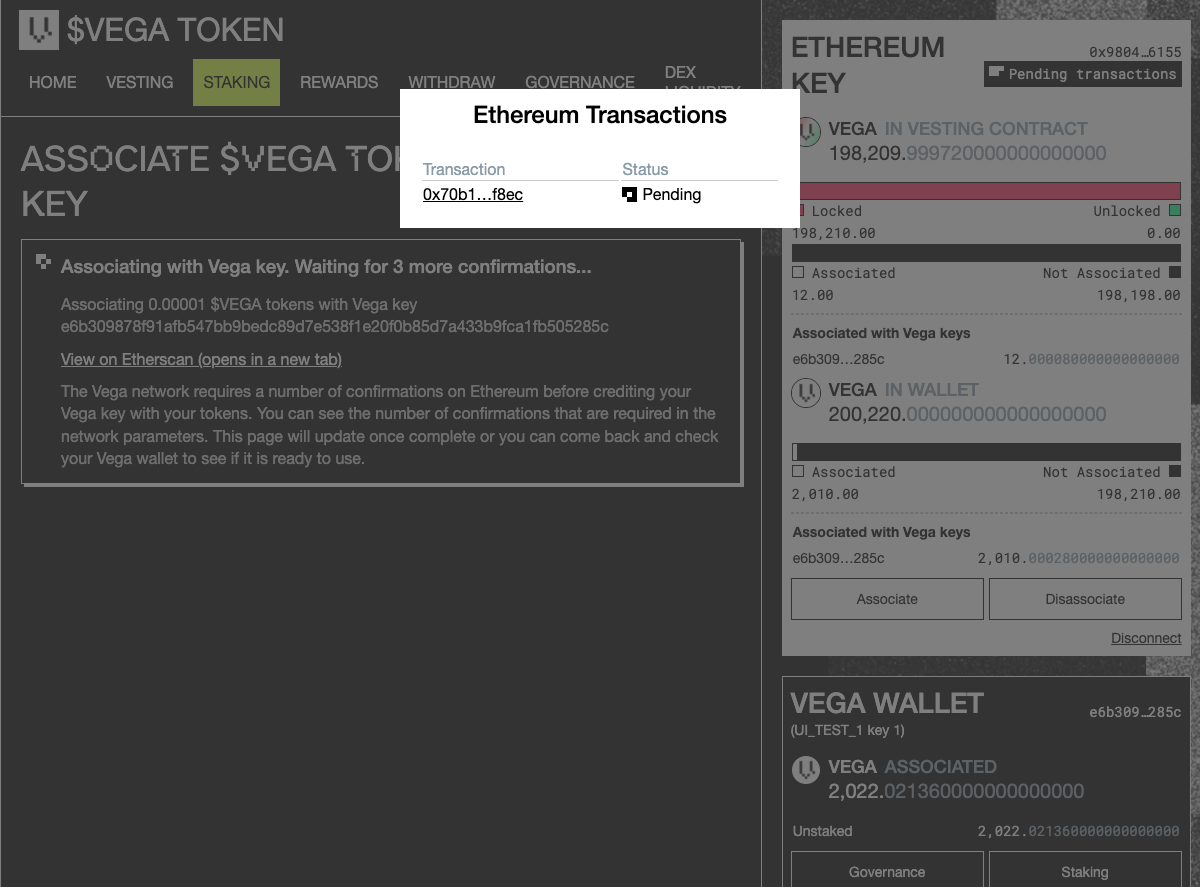 $VEGA TOKEN
HOME
VESTING
STAKING
REWARDS
WITHDRAW
GOVERNANCE
DEX
LIQUIDITY
ASSOCIATE $VEGA TOK
KEY
Ethereum Transactions
Transaction Status
0x70b1…f8ec Pending
Associating with Vega key. Waiting for 3 more confirmations...
Associating 0.00001 $VEGA tokens with Vega key
e6b309878f91afb547bb9bedc89d7e538f1e20f0b85d7a433b9fca1fb505285c
View on Etherscan (opens in a new tab)
The Vega network requires a number of confirmations on Ethereum before crediting your
Vega key with your tokens. You can see the number of confirmations that are required in the
network parameters. This page will update once complete or you can come back and check
your Vega wallet to see if it is ready to use.
ETHEREUM
KEY
0x9804…6155
Pending transactions
VEGA IN VESTING CONTRACT
198,209.999720000000000000
Locked Unlocked
198,210.00 0.00
Associated Not Associated
12.00 198,198.00
Associated with Vega keys
e6b309…285c 12.000080000000000000
VEGA IN WALLET
200,220.000000000000000000
Associated Not Associated
2,010.00 198,210.00
Associated with Vega keys
e6b309…285c 2,010.000280000000000000
Associate Disassociate
Disconnect
VEGA WALLET e6b309…285c
(UI_TEST_1 key 1)
VEGA ASSOCIATED
2,022.021360000000000000
Unstaked 2,022.021360000000000000
Governance Staking